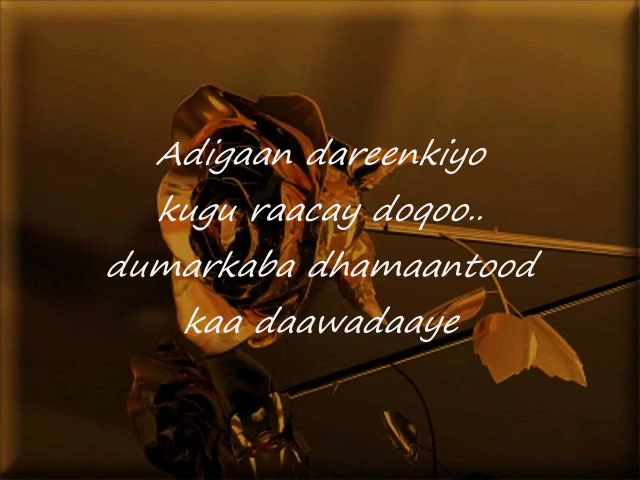 Adigaan dareenkiyo
kugu raacay doqoo..
dumarkaba dhamaantood
kaa daawadaaye